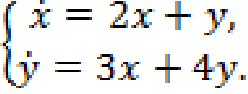 ẋ = 2x + y,
ẏ = 3x + 4y.